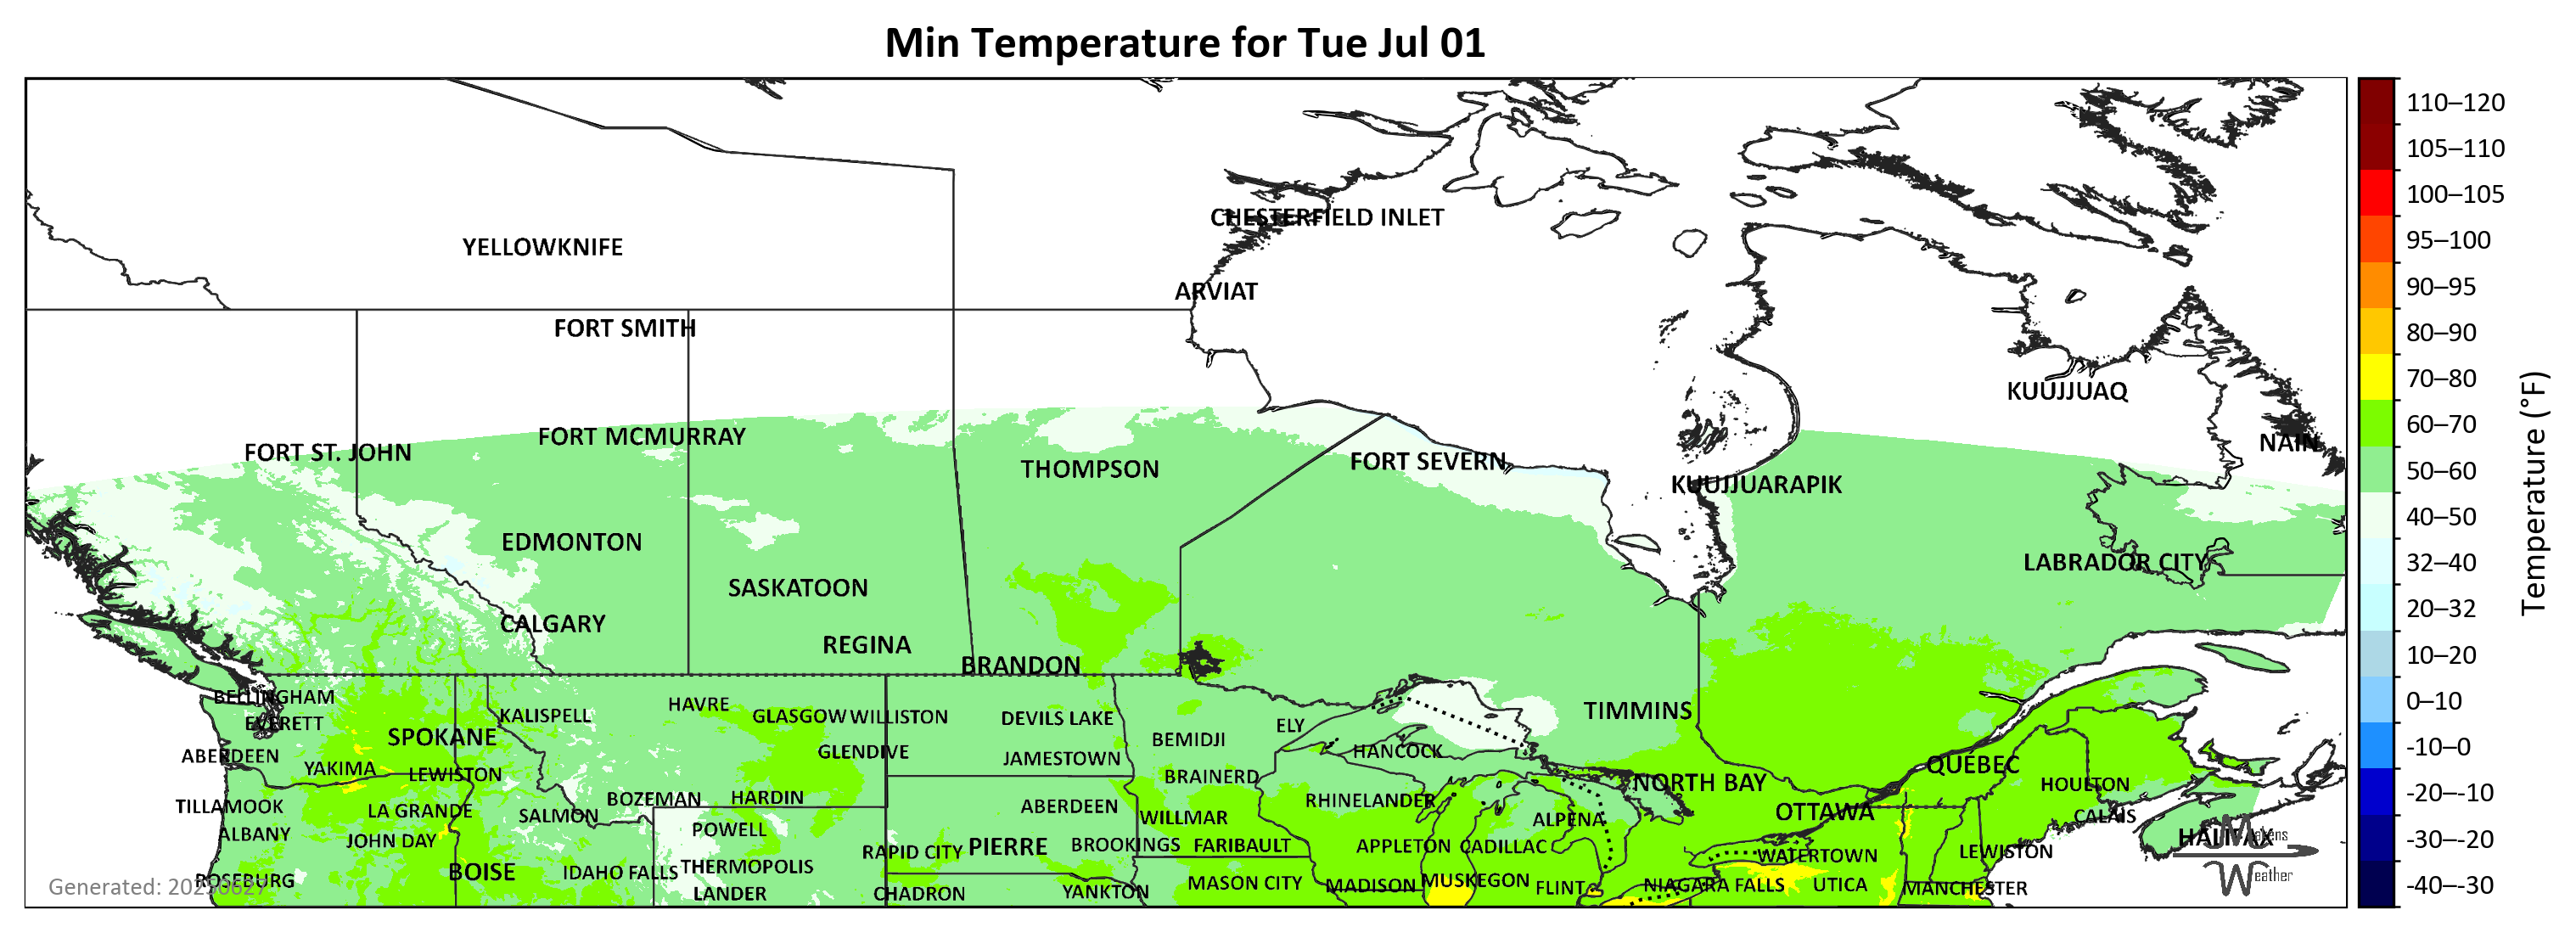 Min Temperature for Tue Jul 01
CHESTERFIELD INLET
YELLOWKNIFE
ARVIAT
FORT SMITH
KUUJJUAQ
FORT MCMURRAY
NAIN
FORT ST. JOHN
FORT SEVERN
THOMPSON
KUUJJUARAPIK
EDMONTON
LABRADOR CITY
SASKATOON
CALGARY
REGINA
BRANDON
BELLINGHAM
HAVRE
TIMMINS
KALISPELL
GLASGOW
WILLISTON
DEVILS LAKE
EVERETT
ELY
SPOKANE
BEMIDJI
GLENDIVE
HANCOCK
ABERDEEN
JAMESTOWN
QUÉBEC
YAKIMA
LEWISTON
BRAINERD
NORTH BAY
HOULTON
BOZEMAN
HARDIN
RHINELANDER
TILLAMOOK
ABERDEEN
LA GRANDE
OTTAWA
SALMON
WILLMAR
CALAIS
ALPENA
POWELL
ALBANY
HALIFAX
JOHN DAY
PIERRE
BROOKINGS
FARIBAULT
APPLETON
CADILLAC
RAPID CITY
LEWISTON
WATERTOWN
THERMOPOLIS
BOISE
IDAHO FALLS
ROSEBURG
MUSKEGON
MASON CITY
MADISON
NIAGARA FALLS
UTICA
FLINT
MANCHESTER
YANKTON
LANDER
CHADRON
Generated: 20250627
Weather
110–120
105–110
100–105
95–100
90–95
80–90
70–80
60–70
50–60
40–50
32–40
20–32
10–20
0–10
-10–0
-20–-10
-30–-20
-40–-30
Temperature (°F)